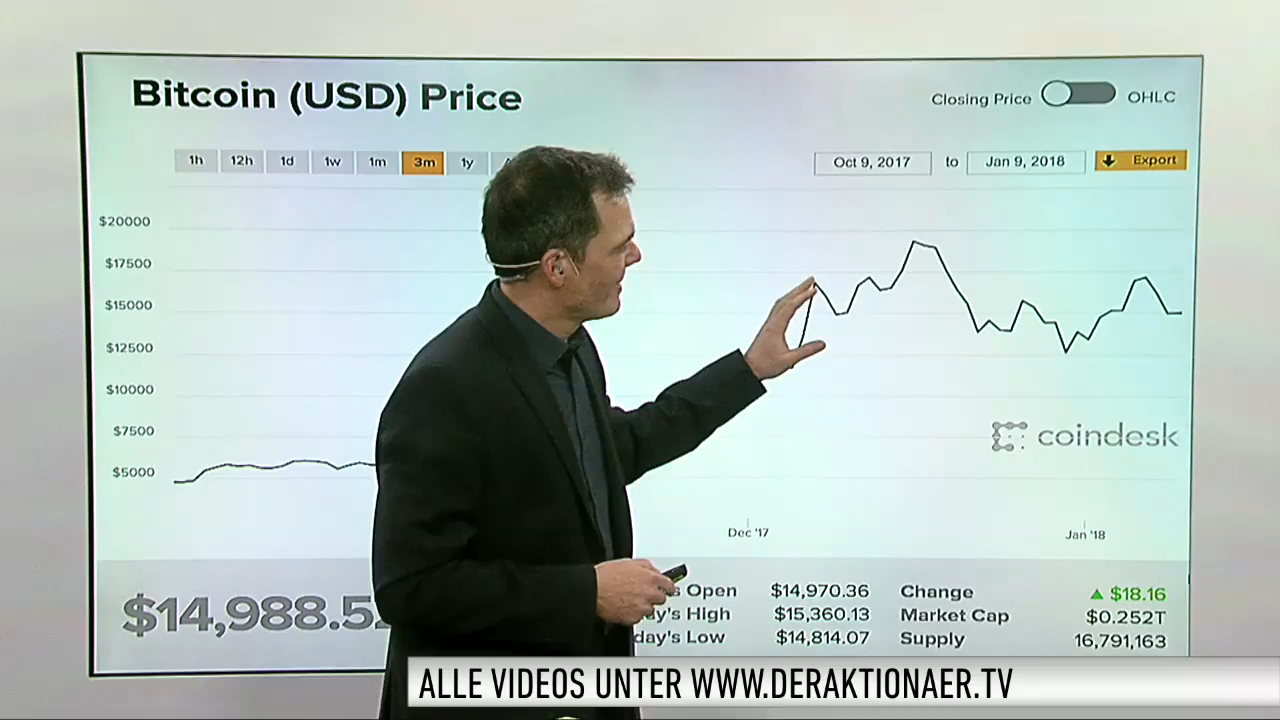 Bitcoin (USD) Price
Closing Price OHLC
1h 12h 1d 1w 1m 3m 1y
Oct 9, 2017 to Jan 9, 2018 Export
$20000
$17500
$15000
$12500
$10000
$7500
$5000
coindesk
Dec '17 Jan '18
$14,988.5
Open $14,970.36 Change $18.16
High $15,360.13 Market Cap $0.252T
Low $14,814.07 Supply 16,791,163
ALLE VIDEOS UNTER WWW.DERAKTIONAER.TV